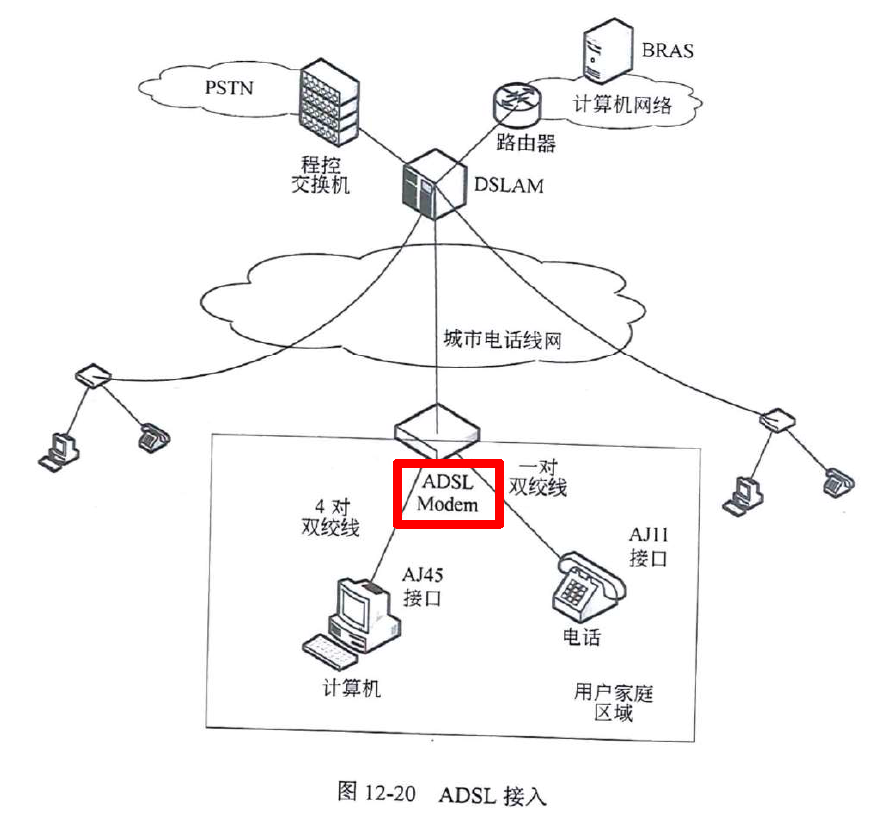 BRAS
PSTN
计算机网络
路由器
程控
交换机
DSLAM
城市电话线网
一对
双绞线
ADSL
Modem
4 对
双绞线
AJ11
接口
AJ45
接口
电话
计算机
用户家庭
区域
图 12-20 ADSL 接入